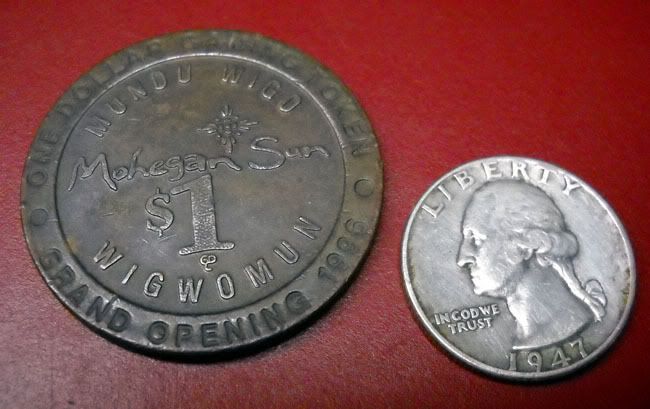 ONE DOLLAR GAMING TOKEN
MUNDU WIGO
Mohegan Sun
$1
WIGWOMUN
GRAND OPENING 1996
LIBERTY
IN GOD WE
TRUST
1947